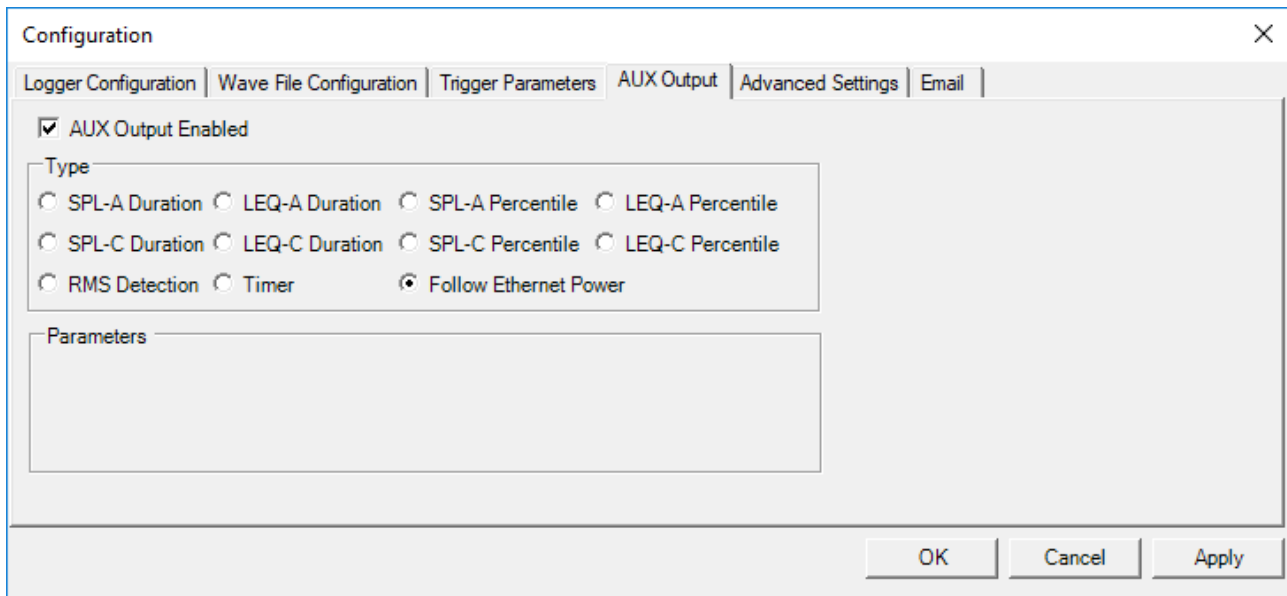 Configuration
Logger Configuration Wave File Configuration Trigger Parameters AUX Output Advanced Settings Email
AUX Output Enabled
Type
SPL-A Duration LEQ-A Duration SPL-A Percentile LEQ-A Percentile
SPL-C Duration LEQ-C Duration SPL-C Percentile LEQ-C Percentile
RMS Detection Timer Follow Ethernet Power
Parameters
OK Cancel Apply